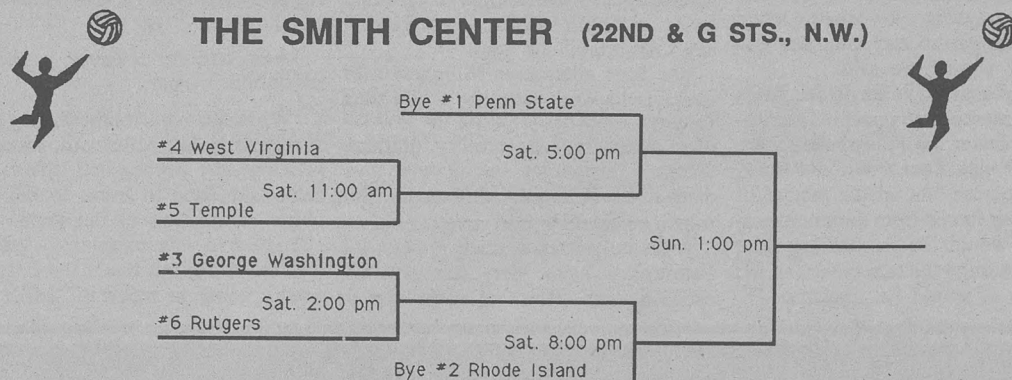 THE SMITH CENTER (22ND & G STS., N.W.)
Bye #1 Penn State
#4 West Virginia
Sat. 5:00 pm
Sat. 11:00 am
#5 Temple
Sun. 1:00 pm
#3 George Washington
Sat. 2:00 pm
#6 Rutgers
Sat. 8:00 pm
Bye #2 Rhode Island